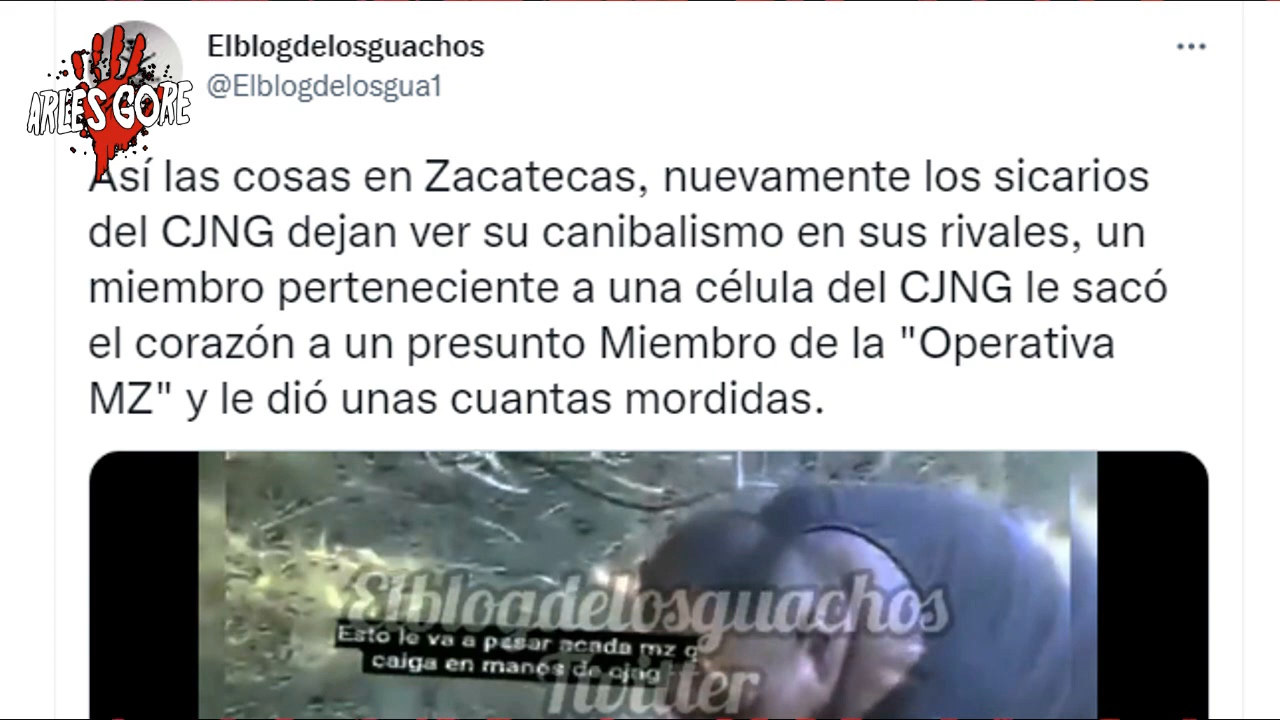 Elblogdelosguachos
@Elblogdelosgua1
ARLES GORE
Así las cosas en Zacatecas, nuevamente los sicarios
del CJNG dejan ver su canibalismo en sus rivales, un
miembro perteneciente a una célula del CJNG le sacó
el corazón a un presunto Miembro de la "Operativa
MZ" y le dió unas cuantas mordidas.
Elblogdelosguachos
Esto le va a pasar acada mz q
caiga en manos de cjng
Twitter